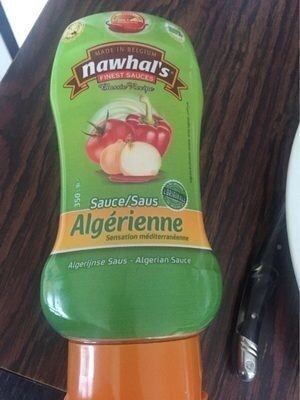 MADE IN BELGIUM
nawhal's
FINEST SAUCES
Classic Recipe
350 g
Sauce/Saus
Algérienne
Sensation méditerranéenne
Algerijnse Saus - Algerian Sauce